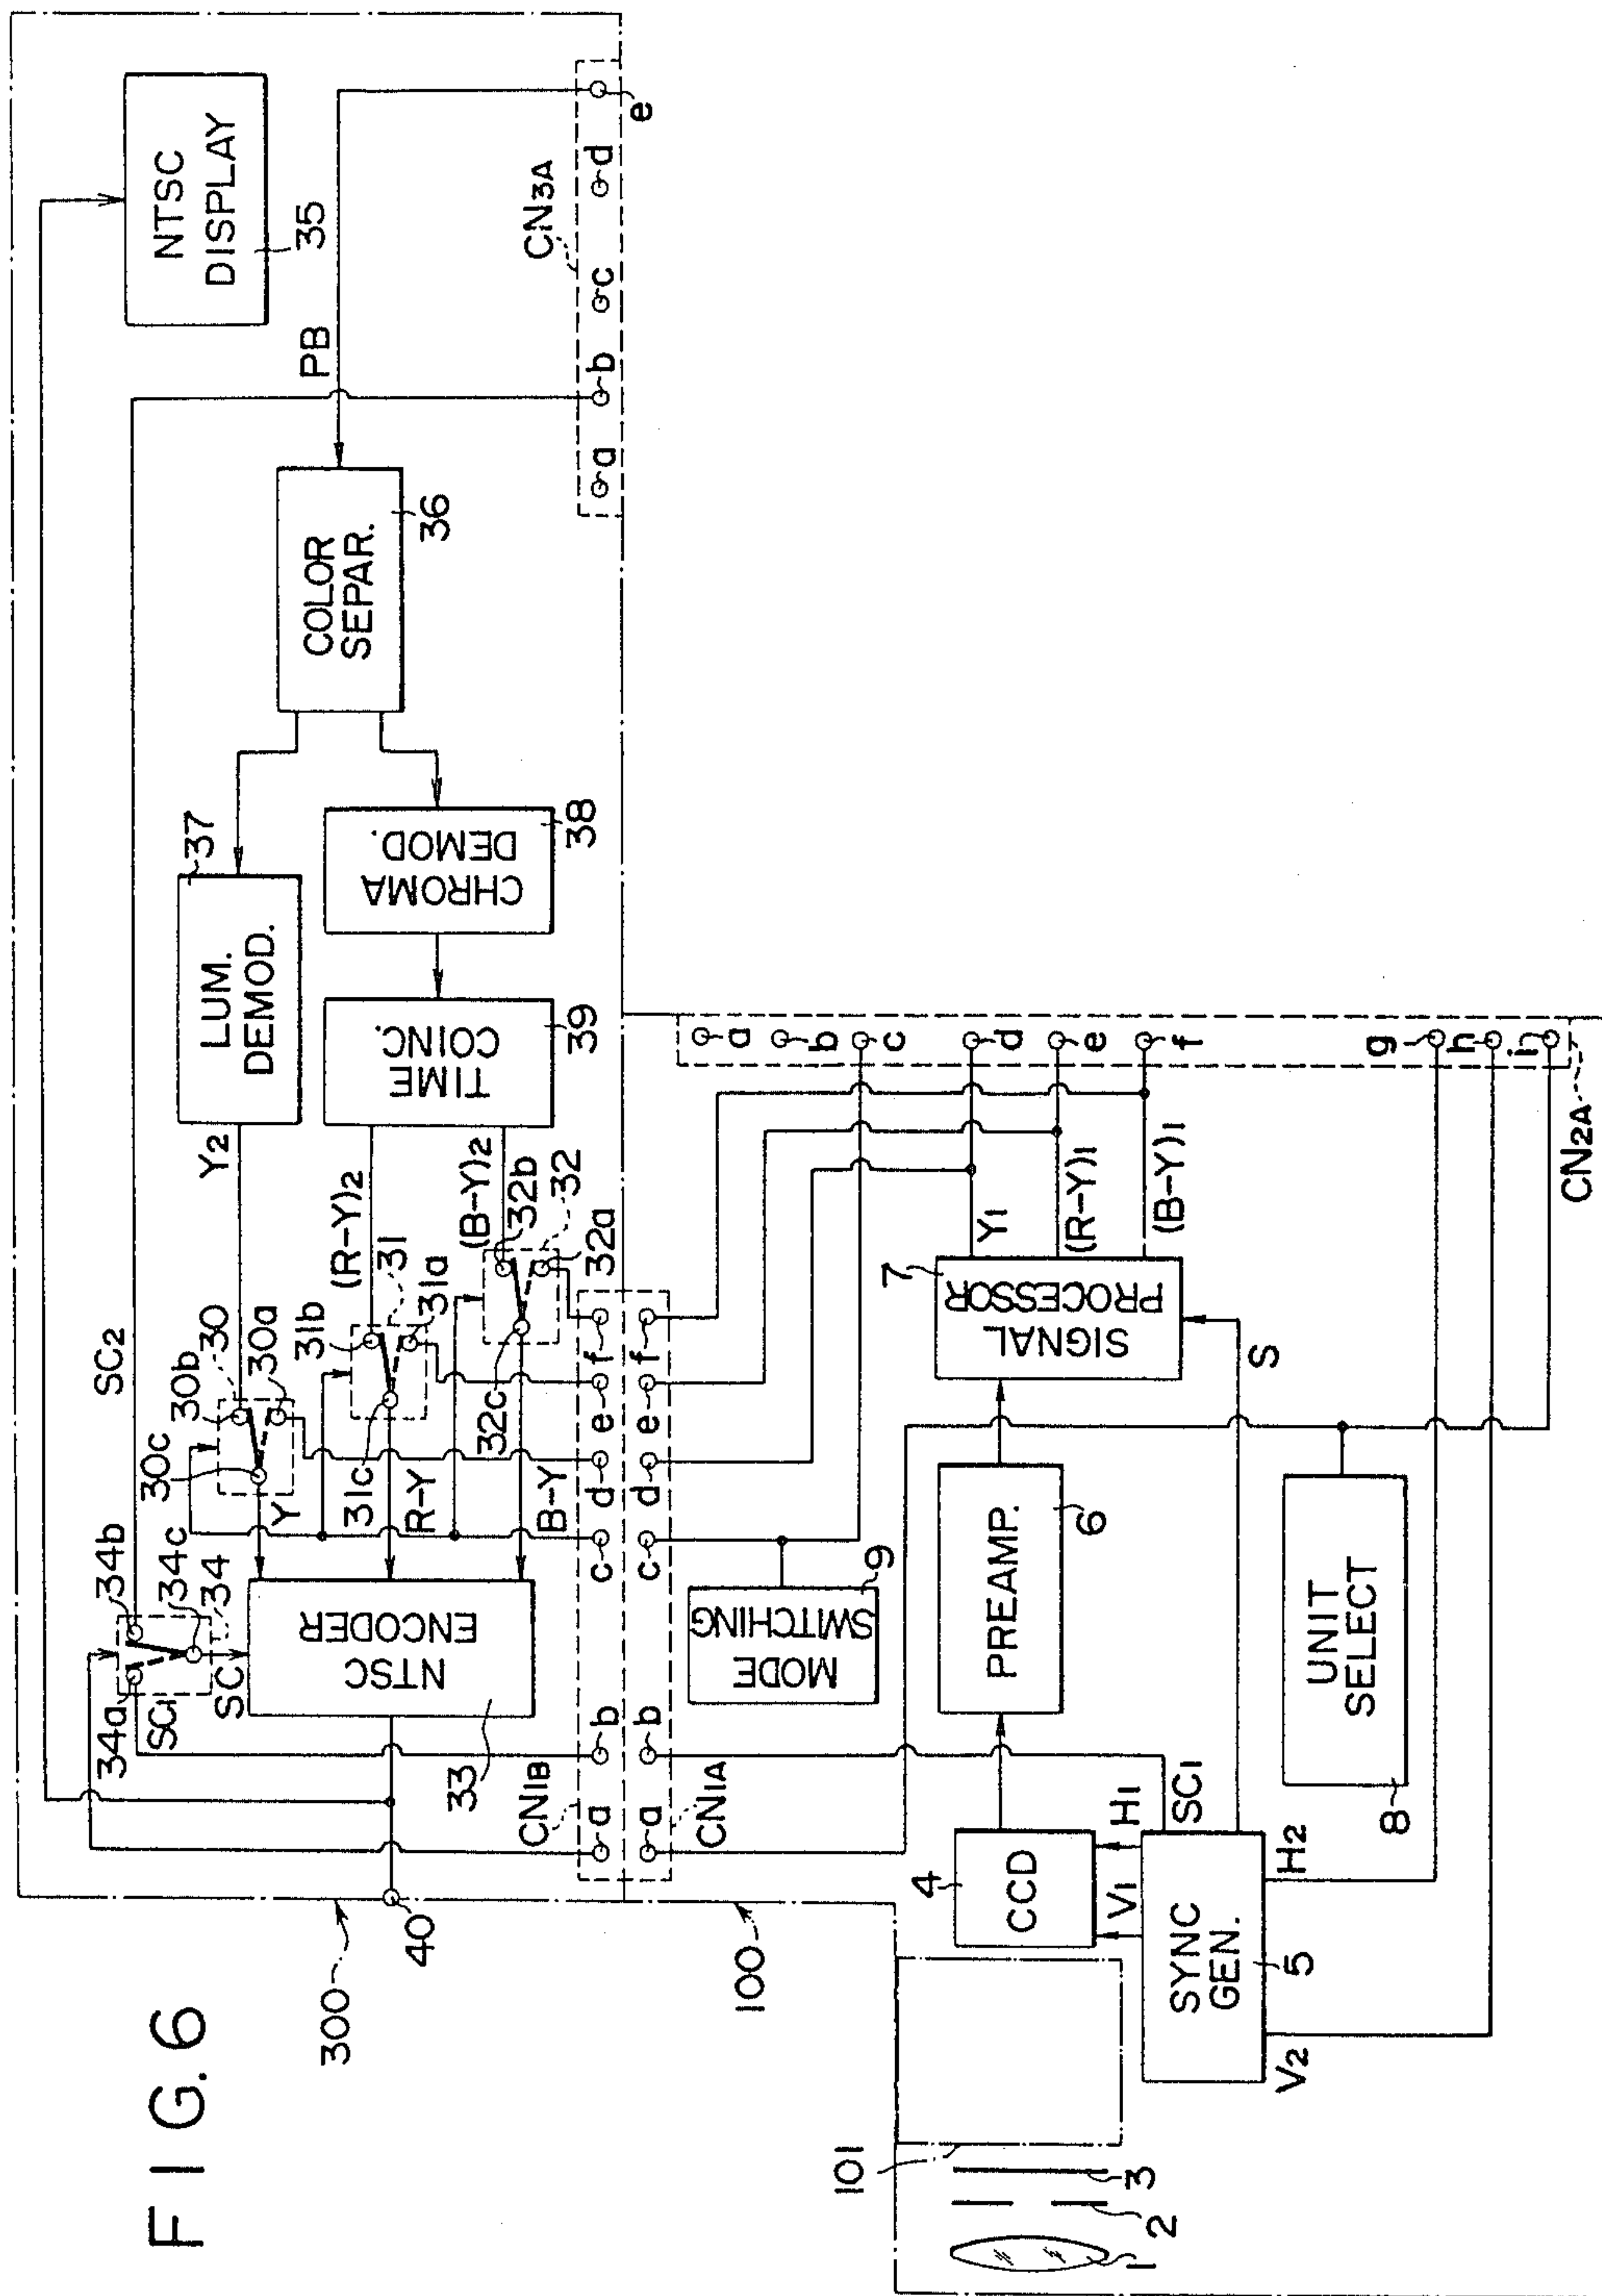 FIG. 6
300
40
34a
34b
34c
34
SC1
SC
SC2
NTSC
ENCODER
33
30c
30b
30
30a
Y
Y2
LUM.
DEMOD.
37
31b
31
31a
31c
R-Y
(R-Y)2
(B-Y)2
32b
32
32a
32c
B-Y
TIME
COINC.
39
CHROMA
DEMOD.
38
COLOR
SEPAR.
36
PB
NTSC
DISPLAY
35
CN3A
a
b
c
d
e
CN1B
a
b
c
d
e
f
CN1A
a
b
c
d
e
f
100
MODE
SWITCHING
9
101
1
2
3
CCD
4
V1
H1
SYNC
GEN.
5
SC1
H2
V2
S
PREAMP.
6
SIGNAL
PROCESSOR
7
Y1
(R-Y)1
(B-Y)1
UNIT
SELECT
8
a
b
c
d
e
f
g
h
i
CN2A